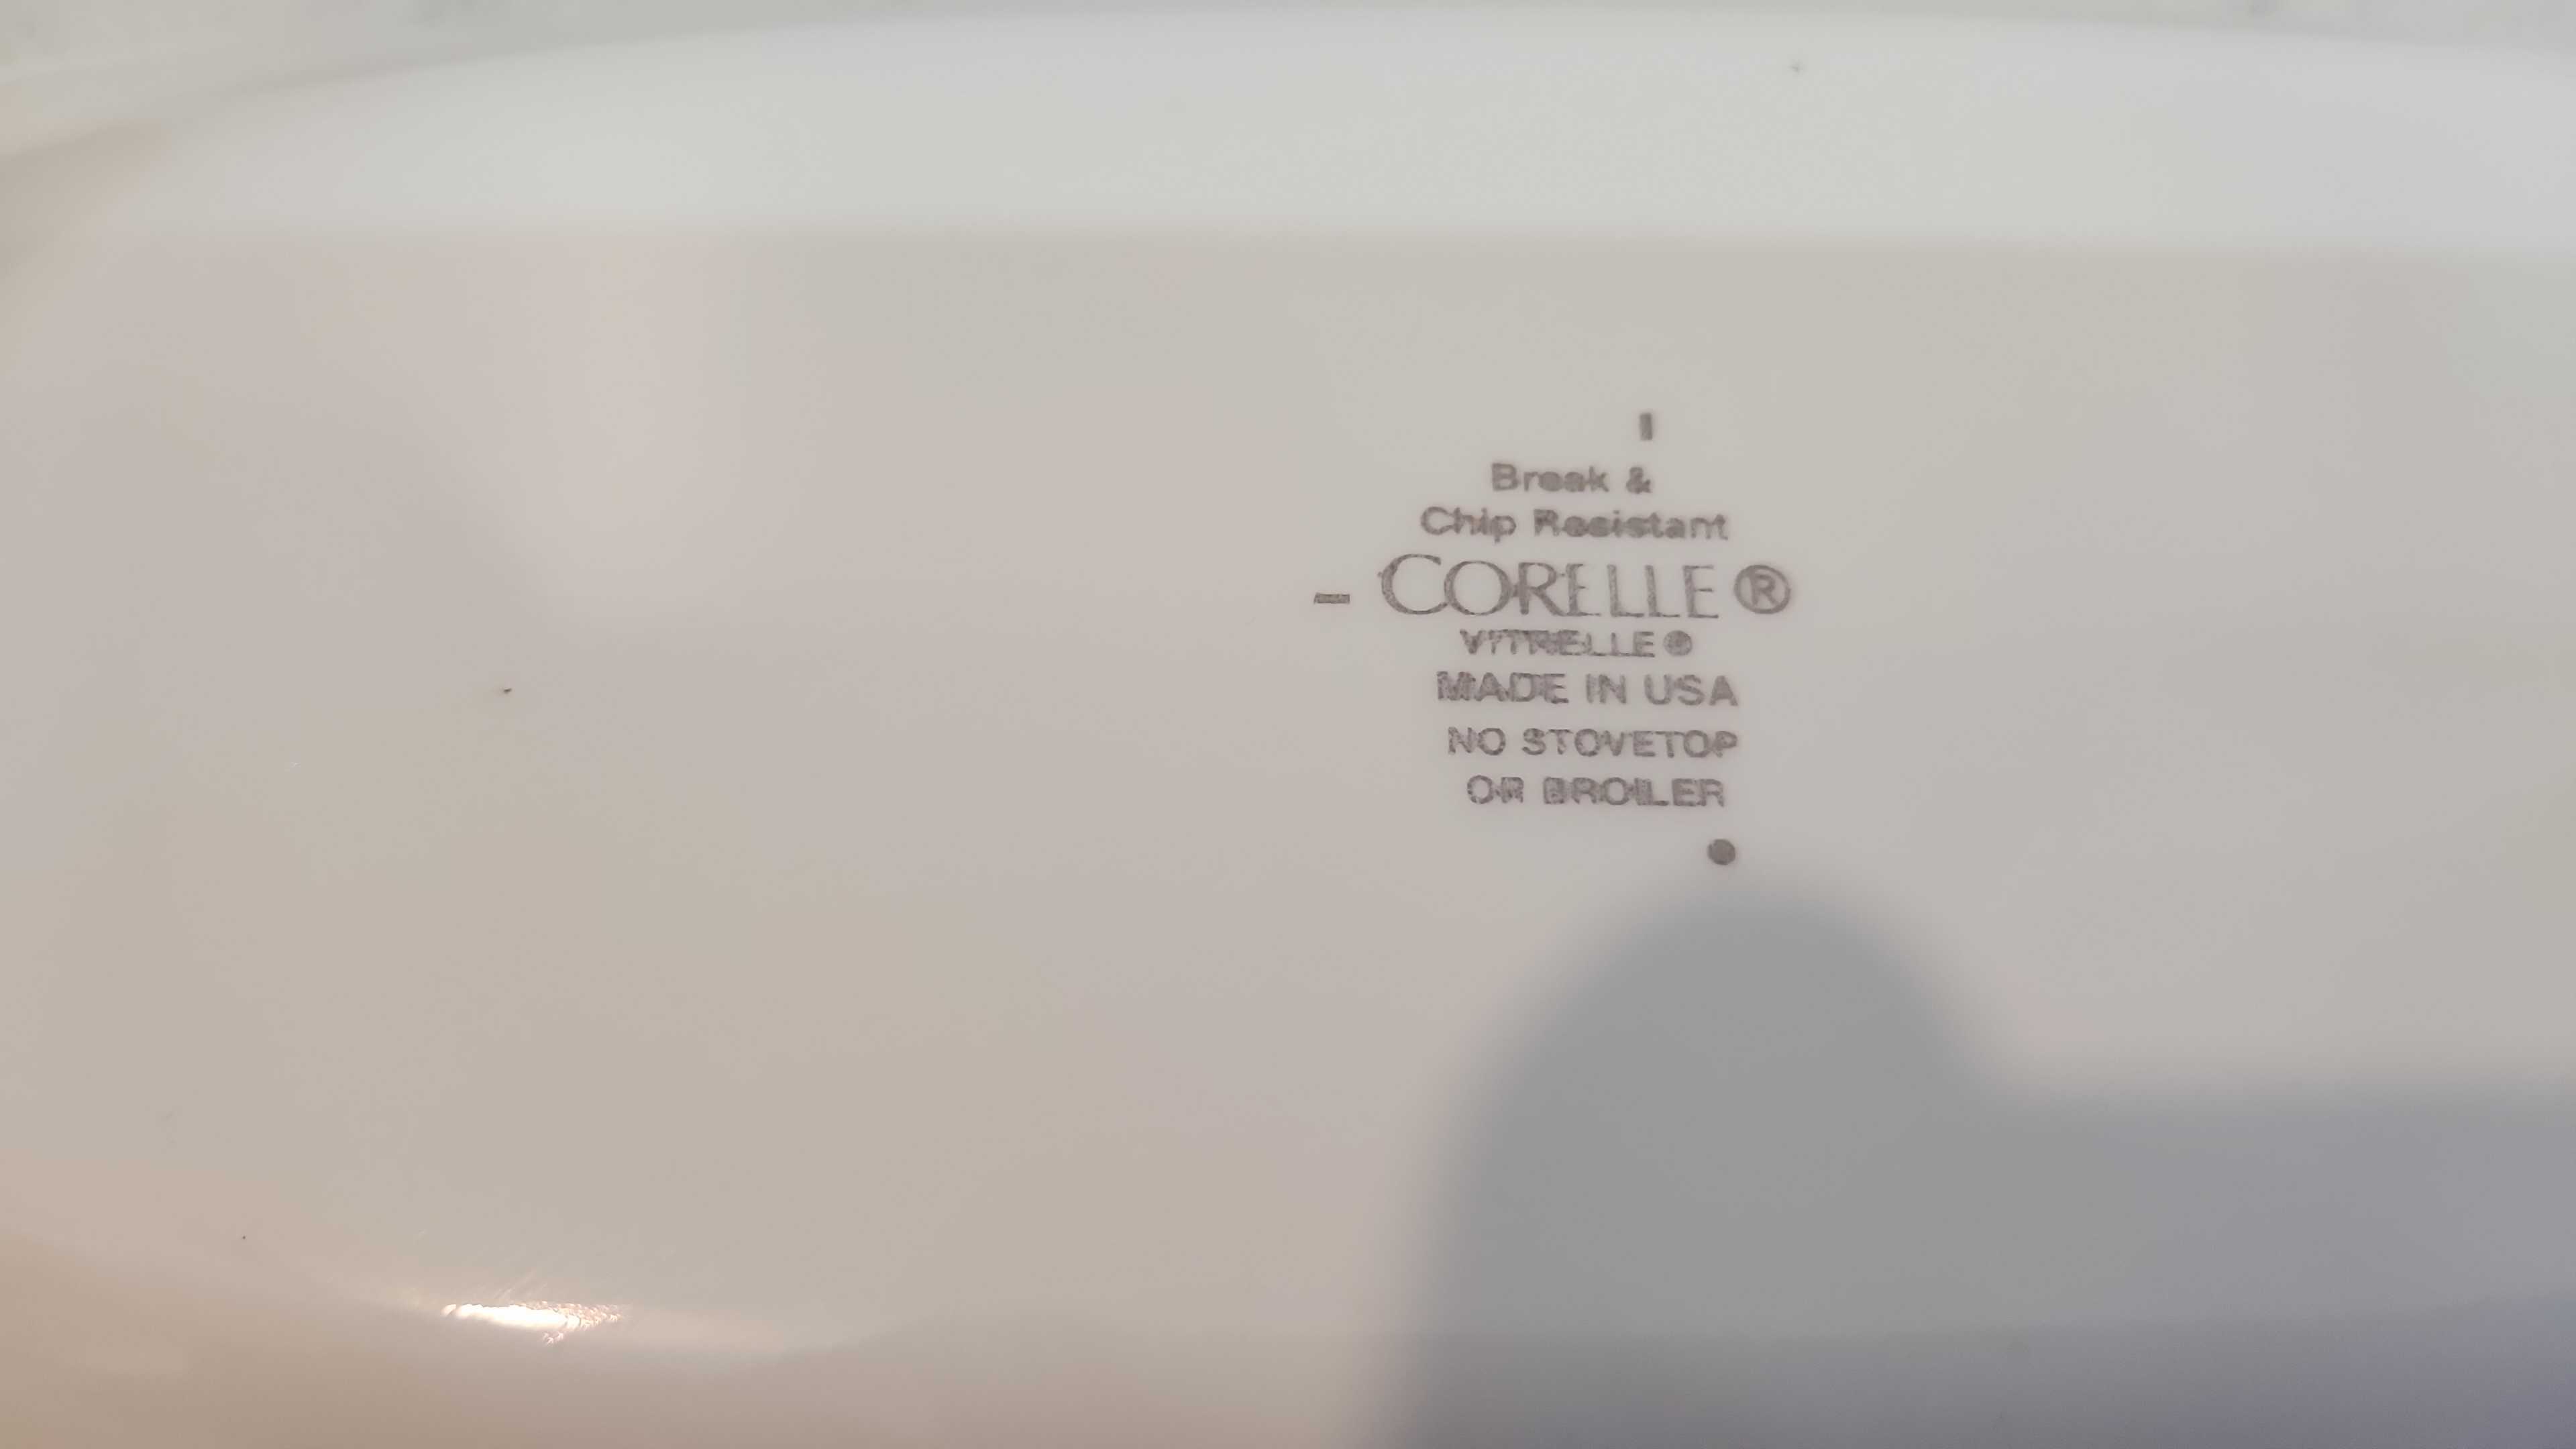 Break &
Chip Resistant
CORELLE®
VITRELLE®
MADE IN USA
NO STOVETOP
OR BROILER